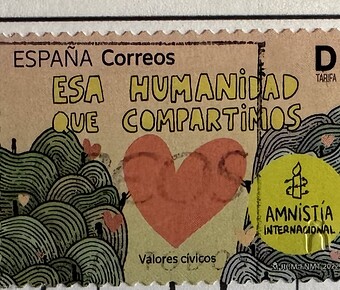 ESPAÑA Correos
D
TARIFA
ESA HUMANIDAD
QUE COMPARTIMOS
AMNISTÍA
INTERNACIONAL
Valores cívicos